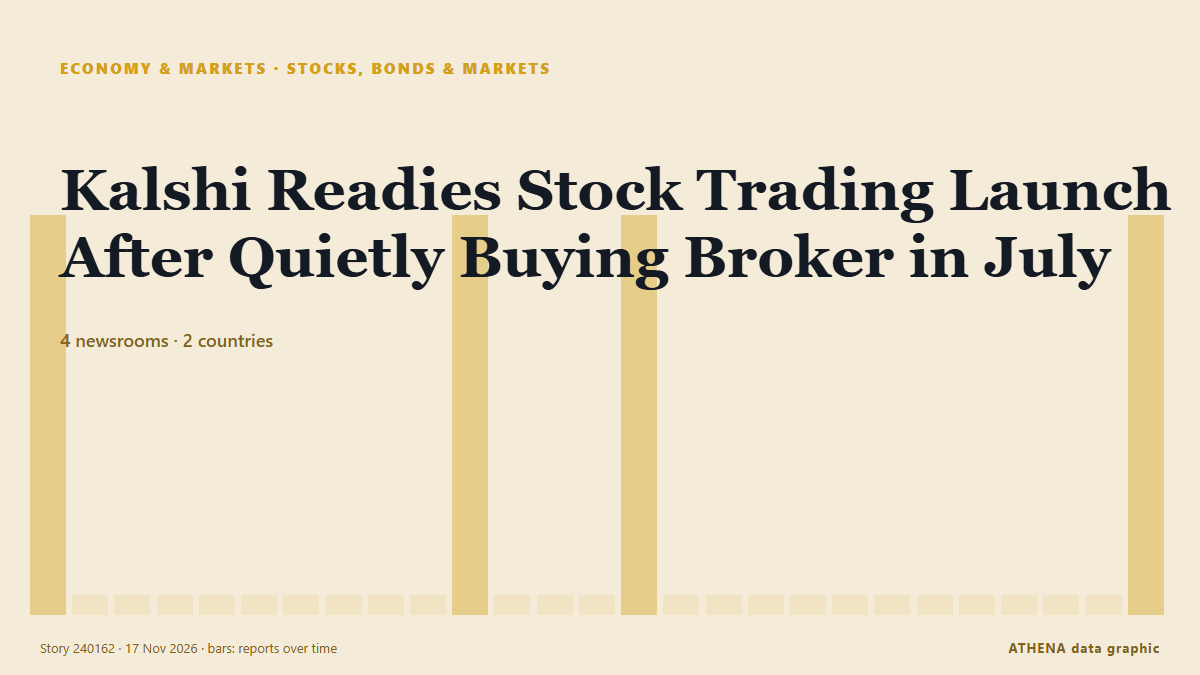 ECONOMY & MARKETS · STOCKS, BONDS & MARKETS
Kalshi Readies Stock Trading Launch
After Quietly Buying Broker in July
4 newsrooms · 2 countries
Story 240162 · 17 Nov 2026 · bars: reports over time
ATHENA data graphic